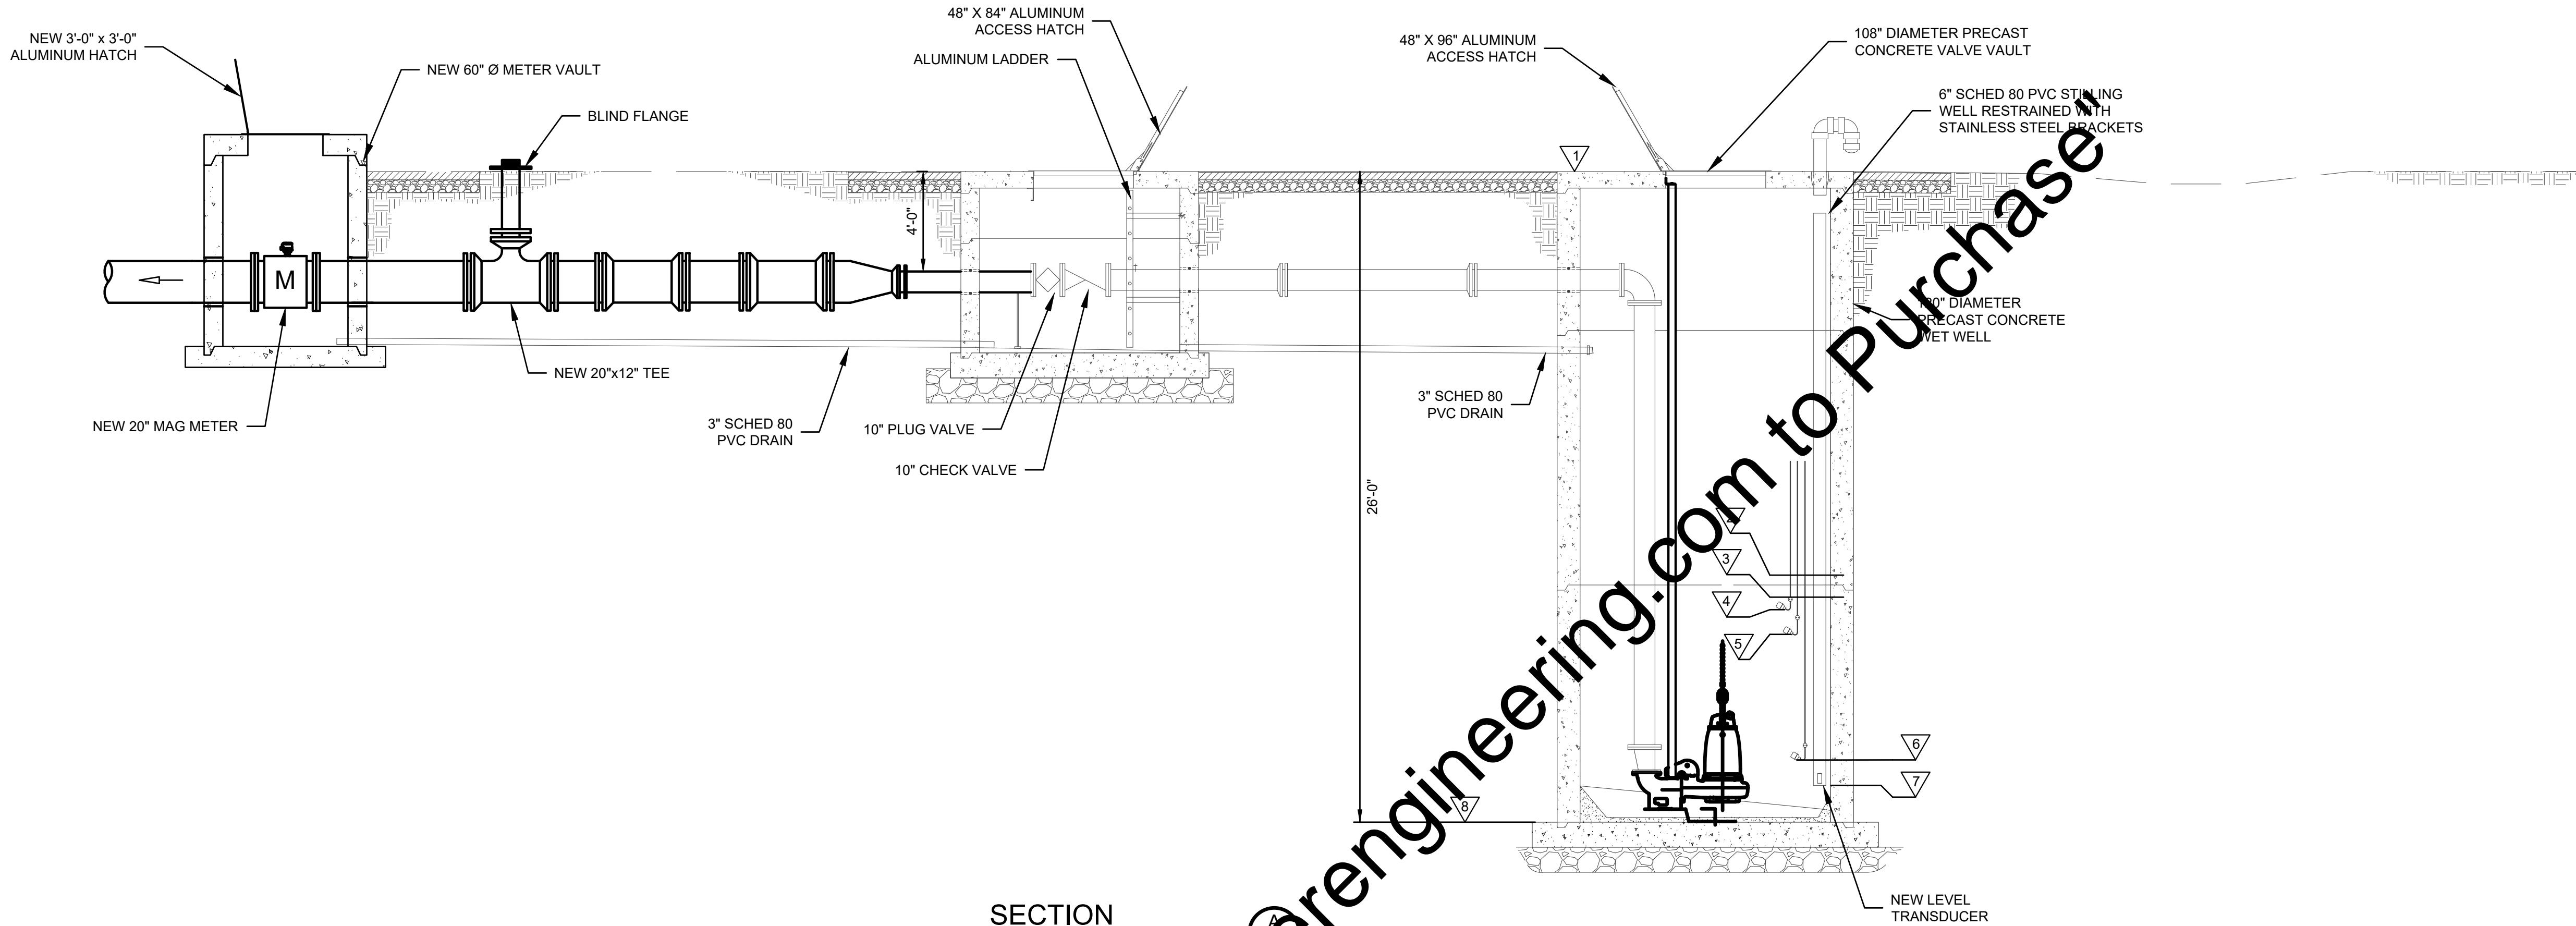 NEW 3'-0" x 3'-0"
ALUMINUM HATCH
NEW 60" Ø METER VAULT
BLIND FLANGE
48" X 84" ALUMINUM
ACCESS HATCH
ALUMINUM LADDER
48" X 96" ALUMINUM
ACCESS HATCH
108" DIAMETER PRECAST
CONCRETE VALVE VAULT
6" SCHED 80 PVC STILLING
WELL RESTRAINED WITH
STAINLESS STEEL BRACKETS
1
4'-0"
M
DIAMETER
PRECAST CONCRETE
WET WELL
NEW 20"x12" TEE
NEW 20" MAG METER
3" SCHED 80
PVC DRAIN
10" PLUG VALVE
10" CHECK VALVE
3" SCHED 80
PVC DRAIN
26'-0"
3
4
5
6
7
8
NEW LEVEL
TRANSDUCER
SECTION
A
engineering.com to Purchase"